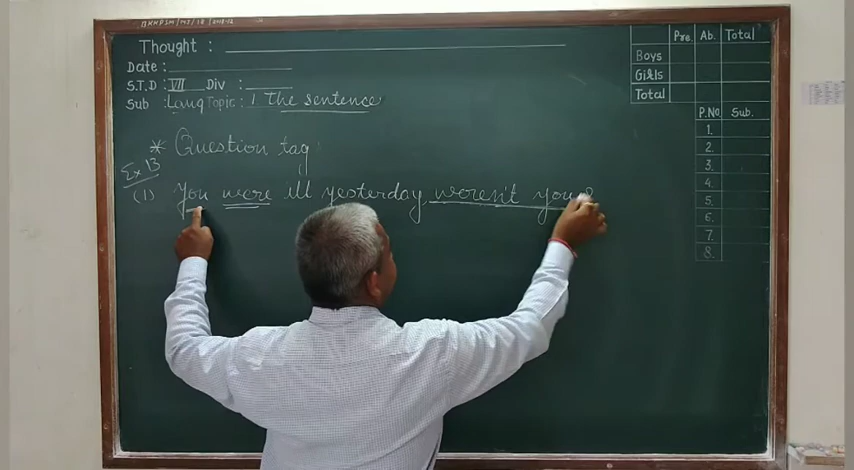 Thought :
Pre. Ab. Total
Boys
Girls
Total
Date :
S.T.D : VII Div :
Sub : Lang Topic : 1 The sentence
P.No. Sub.
1.
2.
3.
4.
5.
6.
7.
8.
* Question tag
Ex 13
(1) You were ill yesterday, weren't you ?